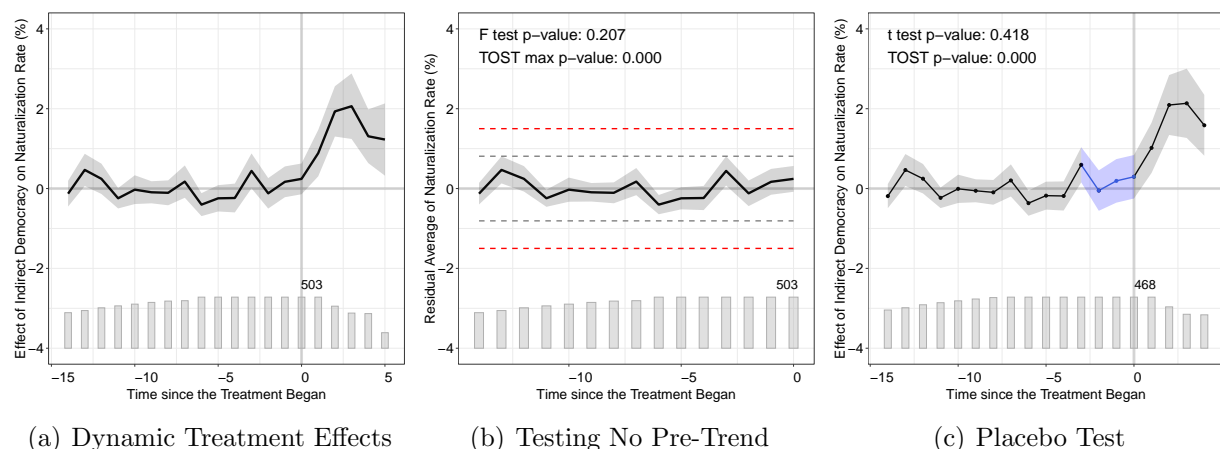 Effect of Indirect Democracy on Naturalization Rate (%)
4
2
0
−2
−4
503
−15
−10
−5
0
5
Time since the Treatment Began
(a) Dynamic Treatment Effects
Residual Average of Naturalization Rate (%)
4
2
0
−2
−4
F test p−value: 0.207
TOST max p−value: 0.000
503
−10
−5
0
Time since the Treatment Began
(b) Testing No Pre-Trend
Effect of Indirect Democracy on Naturalization Rate (%)
4
2
0
−2
−4
t test p−value: 0.418
TOST p−value: 0.000
468
−15
−10
−5
0
Time since the Treatment Began
(c) Placebo Test